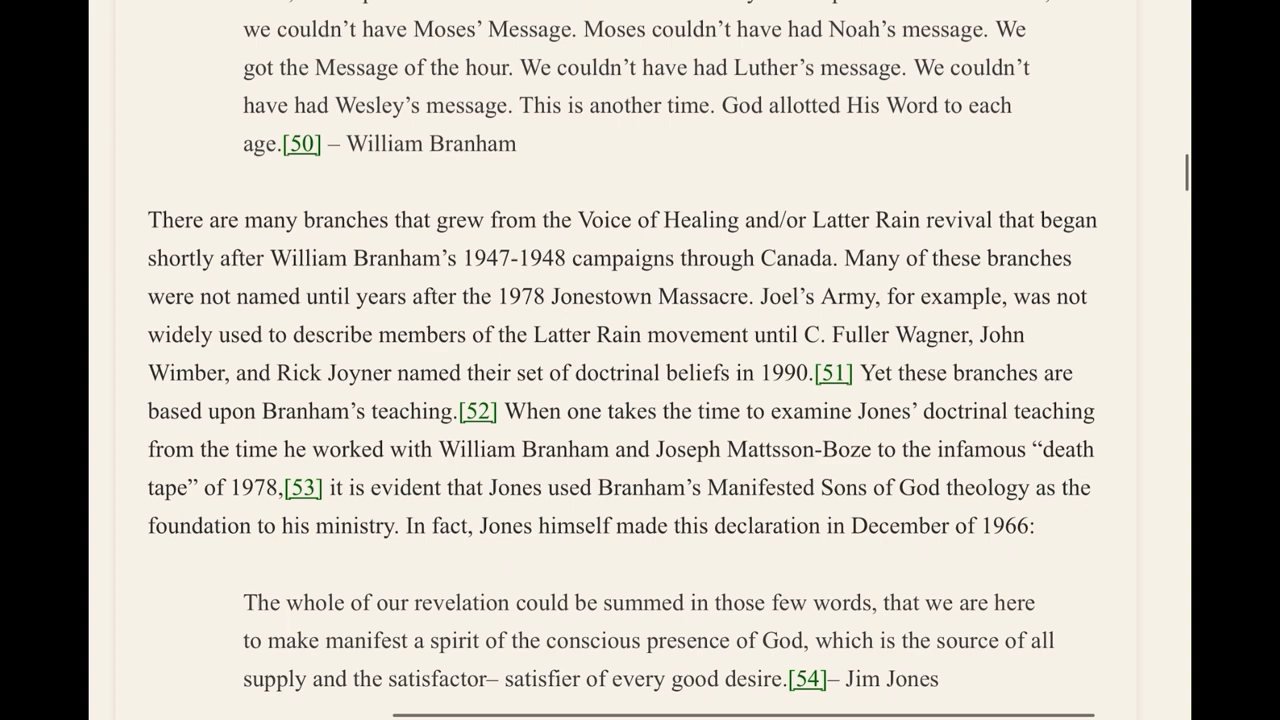 we couldn’t have Moses’ Message. Moses couldn’t have had Noah’s message. We
got the Message of the hour. We couldn’t have had Luther’s message. We couldn’t
have had Wesley’s message. This is another time. God allotted His Word to each
age.[50] – William Branham
There are many branches that grew from the Voice of Healing and/or Latter Rain revival that began
shortly after William Branham’s 1947-1948 campaigns through Canada. Many of these branches
were not named until years after the 1978 Jonestown Massacre. Joel’s Army, for example, was not
widely used to describe members of the Latter Rain movement until C. Fuller Wagner, John
Wimber, and Rick Joyner named their set of doctrinal beliefs in 1990.[51] Yet these branches are
based upon Branham’s teaching.[52] When one takes the time to examine Jones’ doctrinal teaching
from the time he worked with William Branham and Joseph Mattsson-Boze to the infamous “death
tape” of 1978,[53] it is evident that Jones used Branham’s Manifested Sons of God theology as the
foundation to his ministry. In fact, Jones himself made this declaration in December of 1966:
The whole of our revelation could be summed in those few words, that we are here
to make manifest a spirit of the conscious presence of God, which is the source of all
supply and the satisfactor– satisfier of every good desire.[54]– Jim Jones